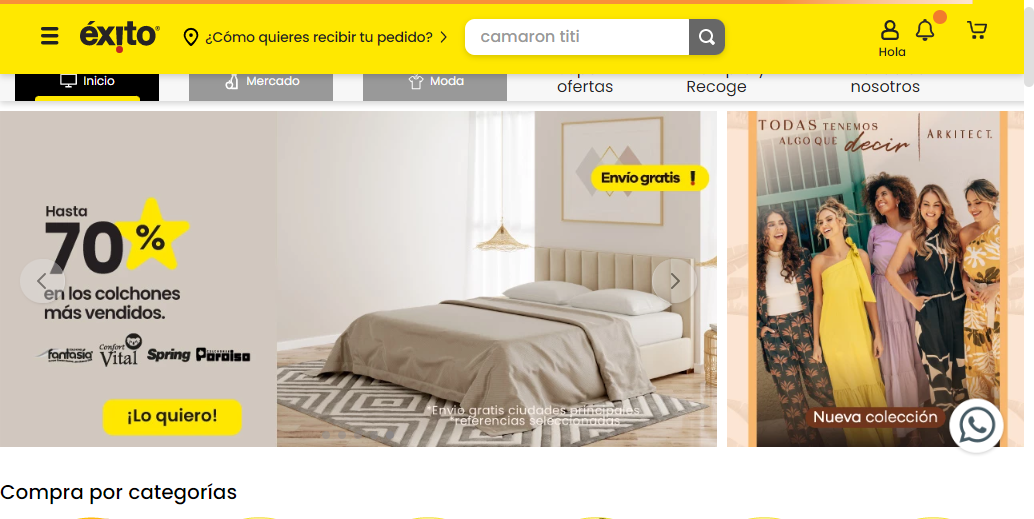 éxito
¿Cómo quieres recibir tu pedido?
camaron titi
Hola
Inicio
Mercado
Moda
ofertas
Recoge
nosotros
Hasta
70%
en los colchones
más vendidos.
fantasía
Confort Vital
Spring
Paraíso
¡Lo quiero!
Envío gratis !
*Envío gratis ciudades principales.
*referencias seleccionadas
TODAS TENEMOS
ALGO QUE decir
ARKITECT.
Nueva colección
Compra por categorías